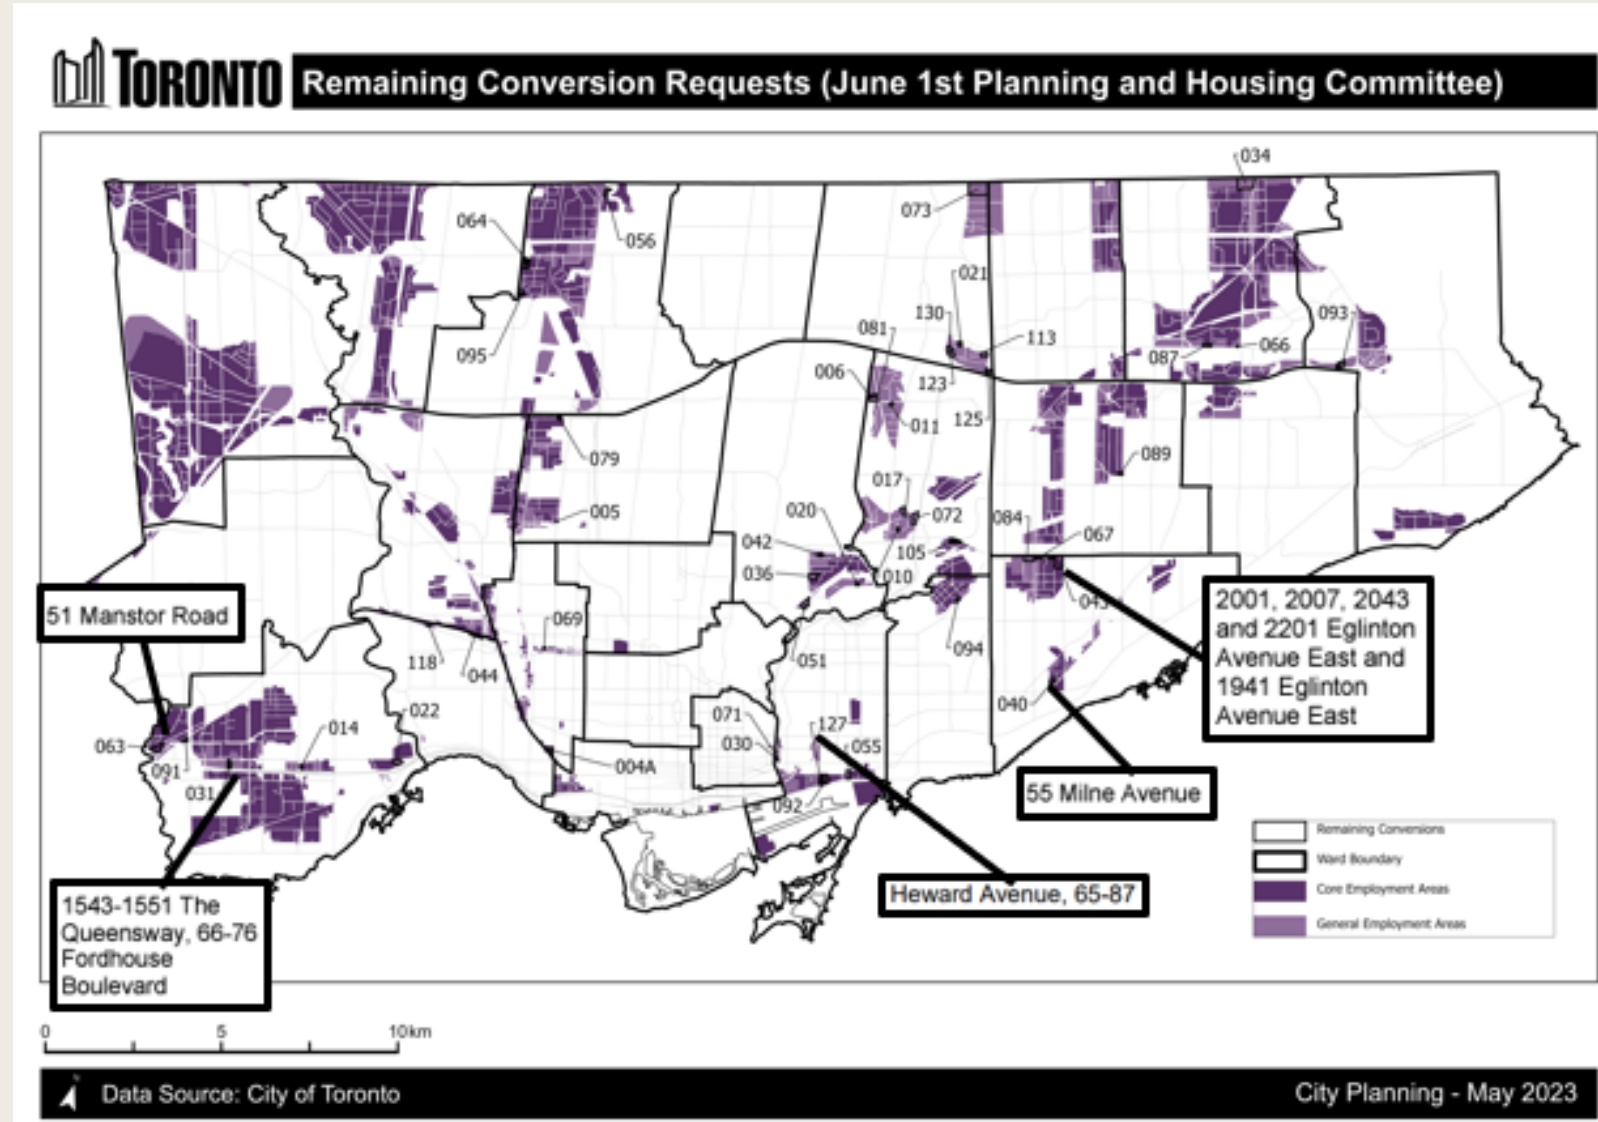 TORONTO Remaining Conversion Requests (June 1st Planning and Housing Committee)
034
064
073
056
021
130
093
081
113
095
087
066
006
123
011
125
079
089
017
005
020
072
084
067
042
105
036
010
043
51 Manstor Road
2001, 2007, 2043
and 2201 Eglinton
Avenue East and
1941 Eglinton
Avenue East
069
118
044
051
094
040
022
071
127
014
030
055
063
091
004A
031
092
55 Milne Avenue
Heward Avenue, 65-87
1543-1551 The
Queensway, 66-76
Fordhouse
Boulevard
Remaining Conversions
Ward Boundary
Core Employment Areas
General Employment Areas
0 5 10km
Data Source: City of Toronto
City Planning - May 2023